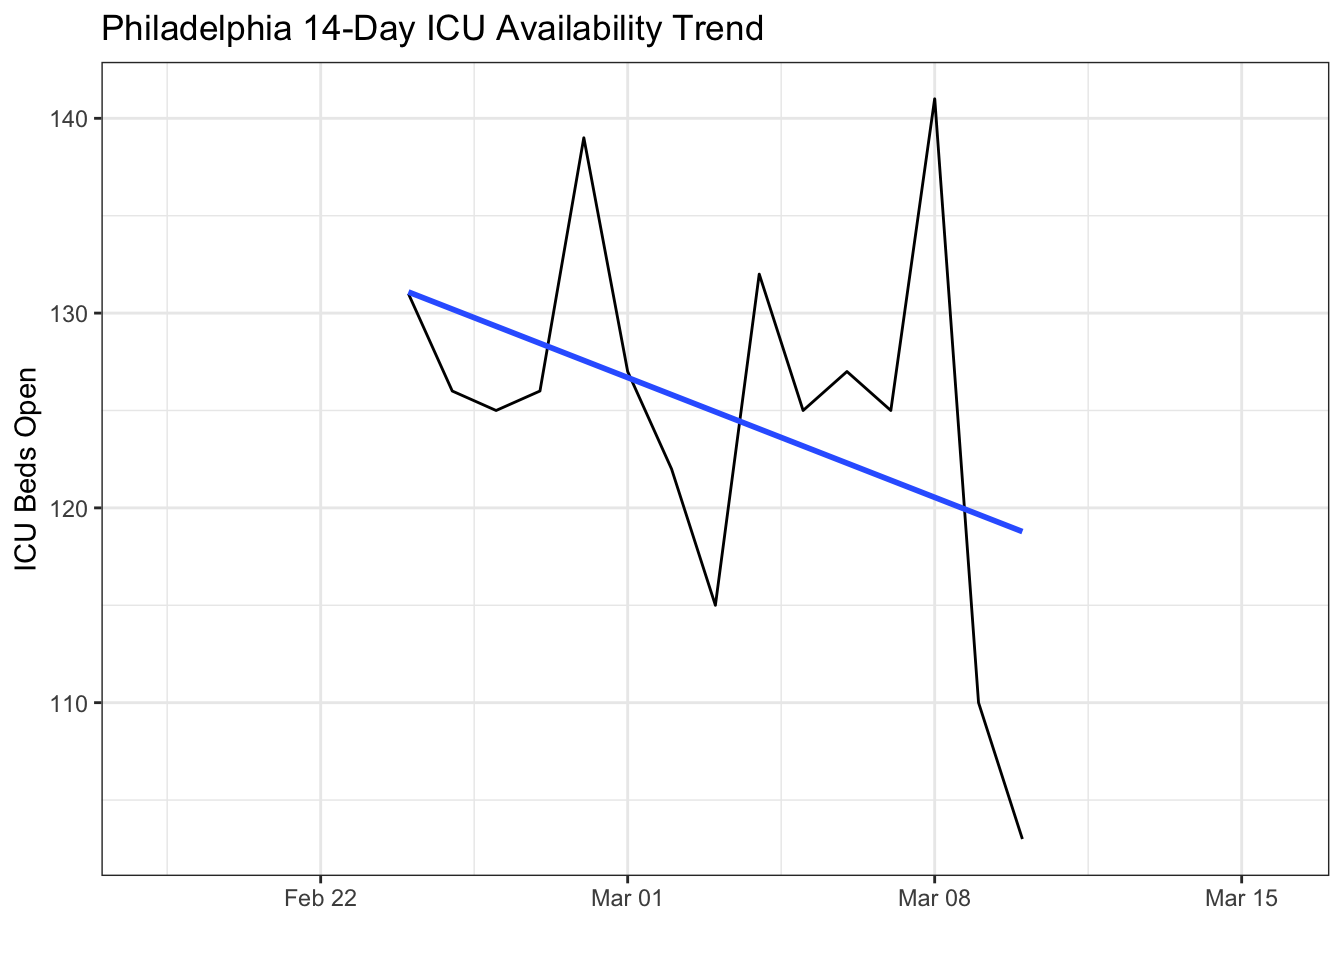 Philadelphia 14-Day ICU Availability Trend
140
130
120
110
ICU Beds Open
Feb 22
Mar 01
Mar 08
Mar 15